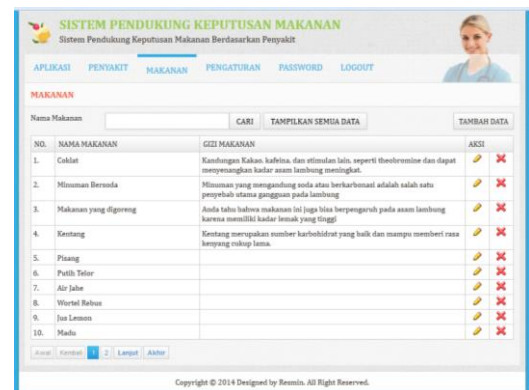 SISTEM PENDUKUNG KEPUTUSAN MAKANAN
Sistem Pendukung Keputusan Makanan Berdasarkan Penyakit
APLIKASI PENYAKIT MAKANAN PENGATURAN PASSWORD LOGOUT
MAKANAN
Nama Makanan CARI TAMPILKAN SEMUA DATA TAMBAH DATA
NO. NAMA MAKANAN GIZI MAKANAN AKSI
1. Coklat Kandungan Kakao, kafeina, dan stimulan lain, seperti theobromine dan dapat
menyenangkan kadar asam lambung meningkat.
2. Minuman Bersoda Minuman yang mengandung soda atau berkarbonasi adalah salah satu
penyebab utama gangguan pada lambung
3. Makanan yang digoreng Anda tahu bahwa makanan ini juga bisa berpengaruh pada asam lambung
karena memiliki kadar lemak yang tinggi
4. Kentang Kentang merupakan sumber karbohidrat yang baik dan mampu memberi rasa
kenyang cukup lama.
5. Pisang
6. Putih Telor
7. Air Jahe
8. Wortel Rebus
9. Jus Lemon
10. Madu
Awal Kembali 1 2 Lanjut Akhir
Copyright © 2014 Designed by Resmin. All Right Reserved.